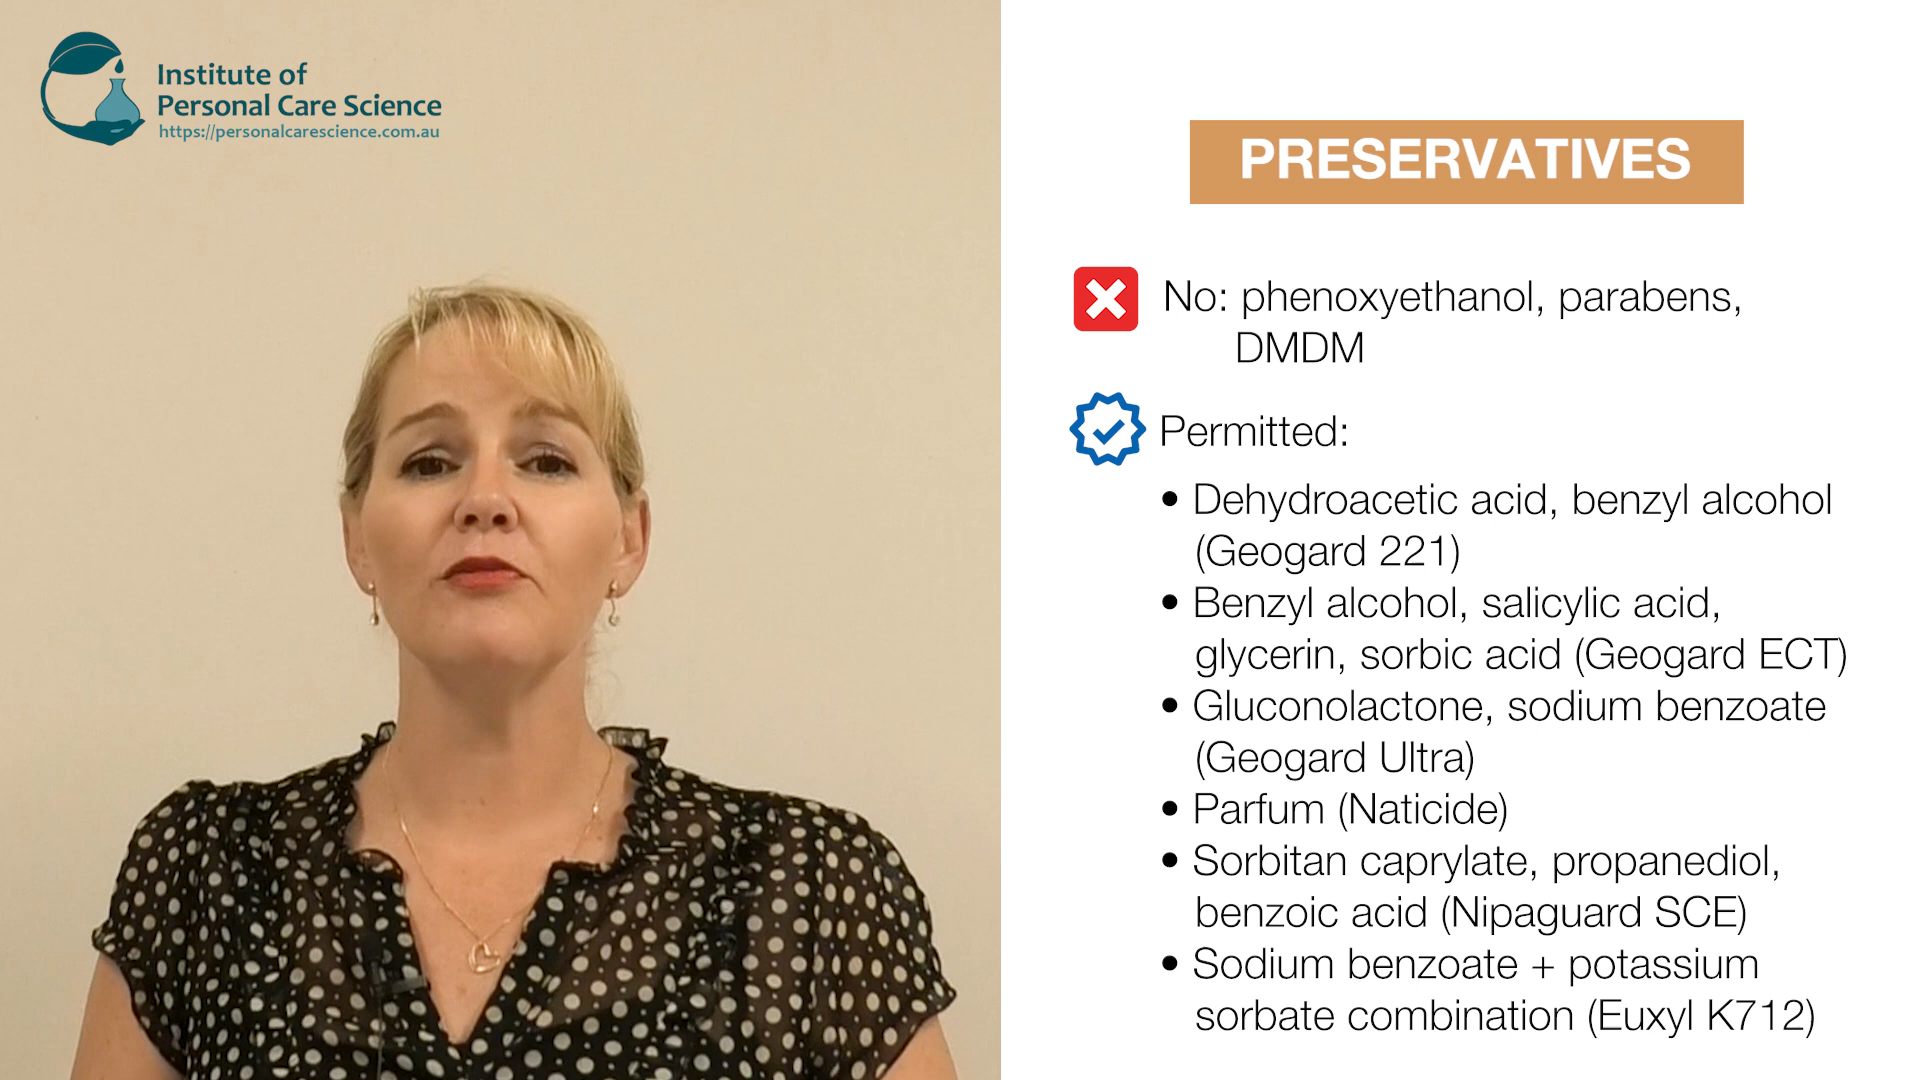 Institute of
Personal Care Science
https://personalcarescience.com.au
PRESERVATIVES
No: phenoxyethanol, parabens,
DMDM
Permitted:
• Dehydroacetic acid, benzyl alcohol
(Geogard 221)
• Benzyl alcohol, salicylic acid,
glycerin, sorbic acid (Geogard ECT)
• Gluconolactone, sodium benzoate
(Geogard Ultra)
• Parfum (Naticide)
• Sorbitan caprylate, propanediol,
benzoic acid (Nipaguard SCE)
• Sodium benzoate + potassium
sorbate combination (Euxyl K712)